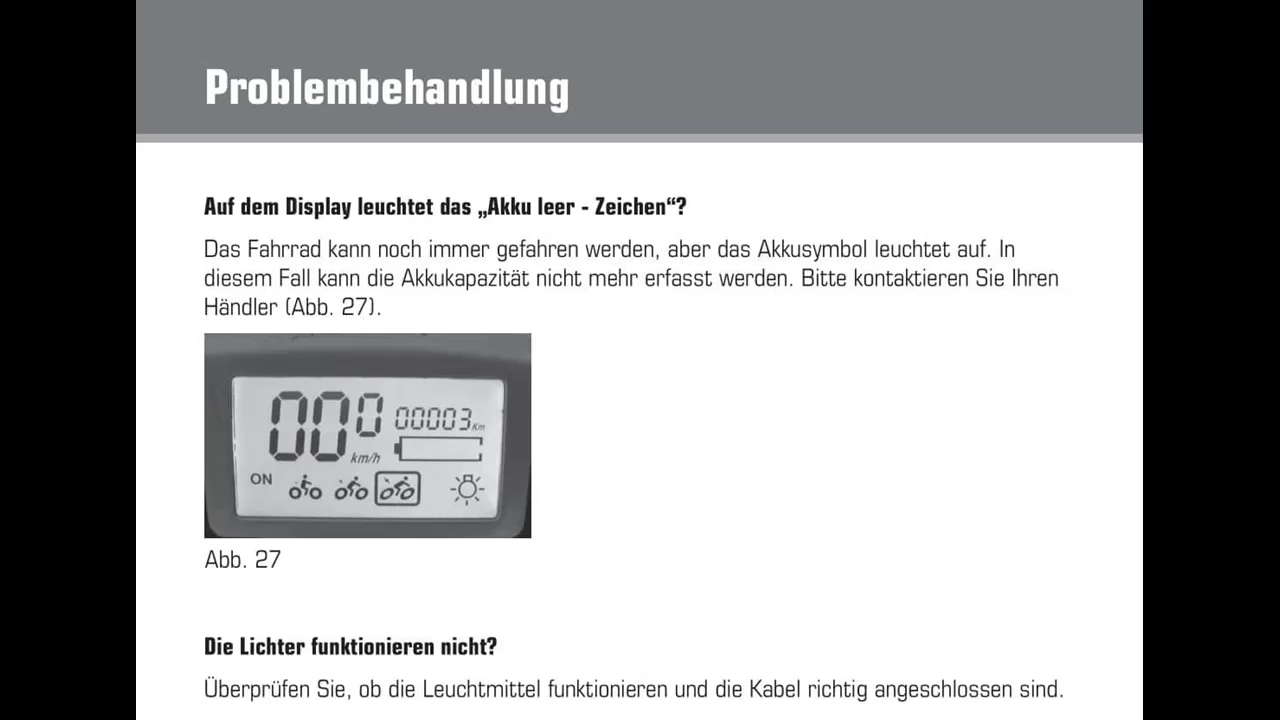 Problembehandlung
Auf dem Display leuchtet das „Akku leer - Zeichen“?
Das Fahrrad kann noch immer gefahren werden, aber das Akkusymbol leuchtet auf. In
diesem Fall kann die Akkukapazität nicht mehr erfasst werden. Bitte kontaktieren Sie Ihren
Händler (Abb. 27).
000 00003 Km
km/h
ON
Abb. 27
Die Lichter funktionieren nicht?
Überprüfen Sie, ob die Leuchtmittel funktionieren und die Kabel richtig angeschlossen sind.